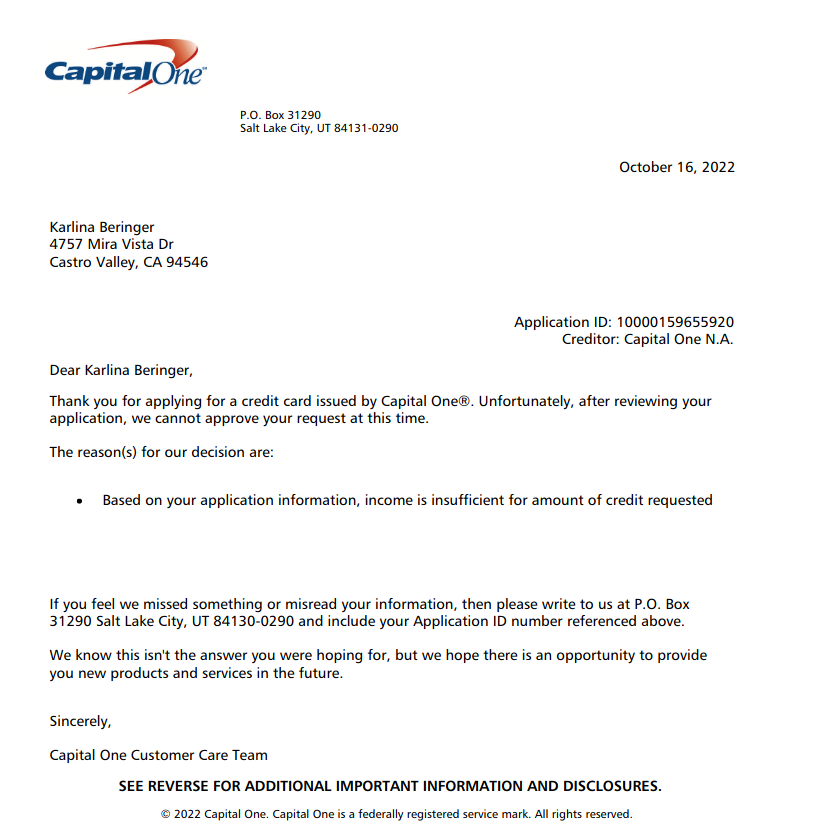 CapitalOne™
P.O. Box 31290
Salt Lake City, UT 84131-0290
October 16, 2022
Karlina Beringer
4757 Mira Vista Dr
Castro Valley, CA 94546
Application ID: 10000159655920
Creditor: Capital One N.A.
Dear Karlina Beringer,
Thank you for applying for a credit card issued by Capital One®. Unfortunately, after reviewing your
application, we cannot approve your request at this time.
The reason(s) for our decision are:
• Based on your application information, income is insufficient for amount of credit requested
If you feel we missed something or misread your information, then please write to us at P.O. Box
31290 Salt Lake City, UT 84130-0290 and include your Application ID number referenced above.
We know this isn't the answer you were hoping for, but we hope there is an opportunity to provide
you new products and services in the future.
Sincerely,
Capital One Customer Care Team
SEE REVERSE FOR ADDITIONAL IMPORTANT INFORMATION AND DISCLOSURES.
© 2022 Capital One. Capital One is a federally registered service mark. All rights reserved.